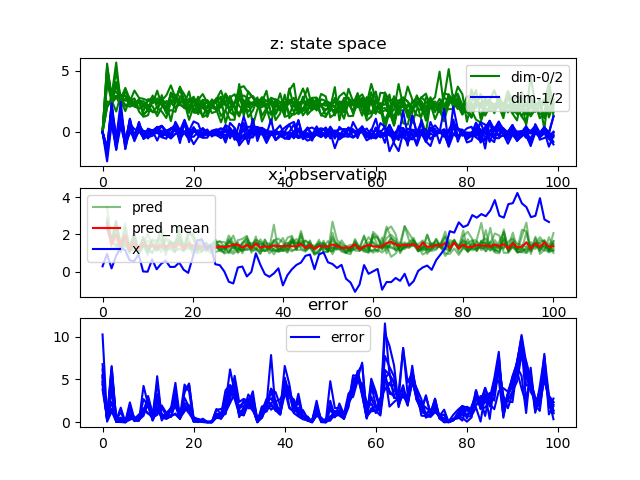 z: state space
5
0
dim-0/2
dim-1/2
0 20 40 60 80 100
x: observation
4
2
0
pred
pred_mean
x
0 20 40 60 80 100
error
10
5
0
error
0 20 40 60 80 100